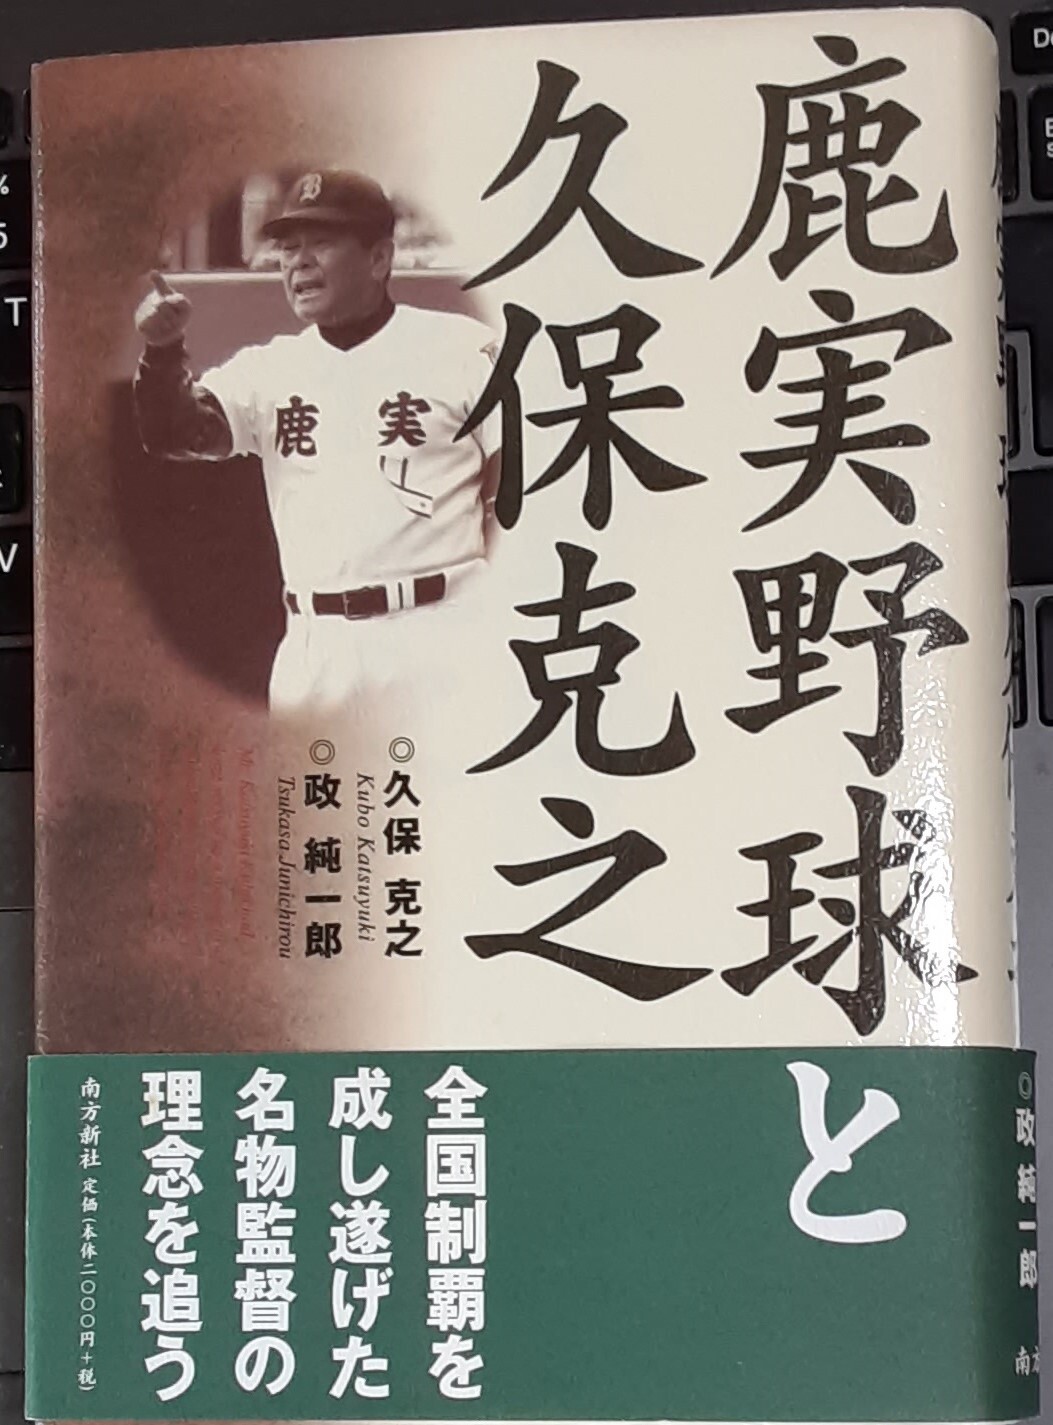 鹿実野球と
久保克之
B
鹿 実
◎久保 克之
Kubo Katsuyuki
◎政 純一郎
Tsukasa Junichirou
全国制覇を
成し遂げた
名物監督の
理念を追う
南方新社 定価(本体二〇〇〇円+税)
◎政 純一郎
南方
%
5
T
V